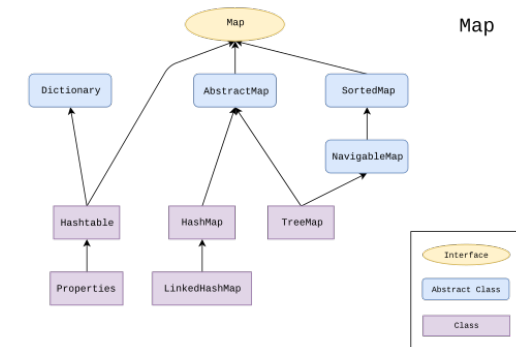 Map
Map
Dictionary
AbstractMap
SortedMap
NavigableMap
Hashtable
HashMap
TreeMap
Properties
LinkedHashMap
Interface
Abstract Class
Class